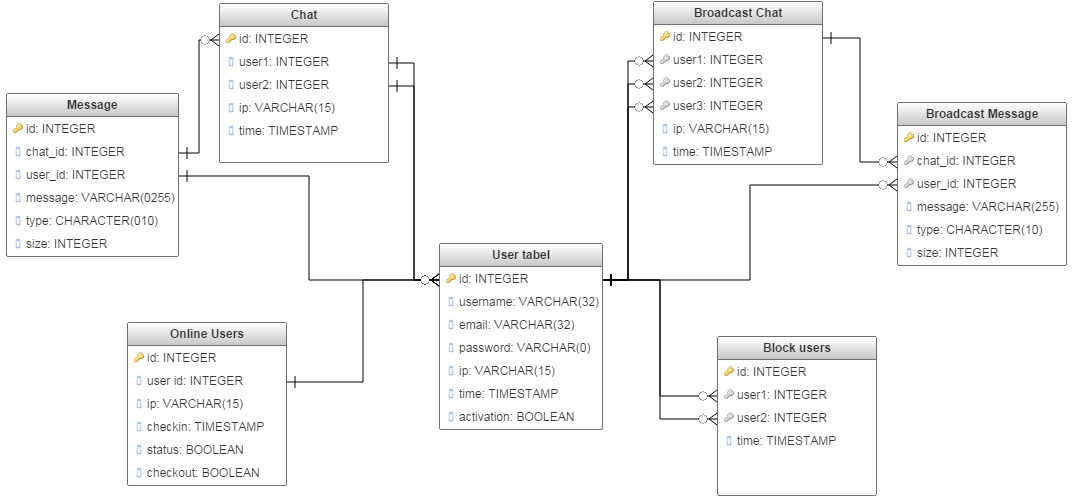 Chat
id: INTEGER
user1: INTEGER
user2: INTEGER
ip: VARCHAR(15)
time: TIMESTAMP
Broadcast Chat
id: INTEGER
user1: INTEGER
user2: INTEGER
user3: INTEGER
ip: VARCHAR(15)
time: TIMESTAMP
Message
id: INTEGER
chat_id: INTEGER
user_id: INTEGER
message: VARCHAR(0255)
type: CHARACTER(010)
size: INTEGER
Broadcast Message
id: INTEGER
chat_id: INTEGER
user_id: INTEGER
message: VARCHAR(255)
type: CHARACTER(10)
size: INTEGER
User tabel
id: INTEGER
username: VARCHAR(32)
email: VARCHAR(32)
password: VARCHAR(0)
ip: VARCHAR(15)
time: TIMESTAMP
activation: BOOLEAN
Online Users
id: INTEGER
user id: INTEGER
ip: VARCHAR(15)
checkin: TIMESTAMP
status: BOOLEAN
checkout: BOOLEAN
Block users
id: INTEGER
user1: INTEGER
user2: INTEGER
time: TIMESTAMP